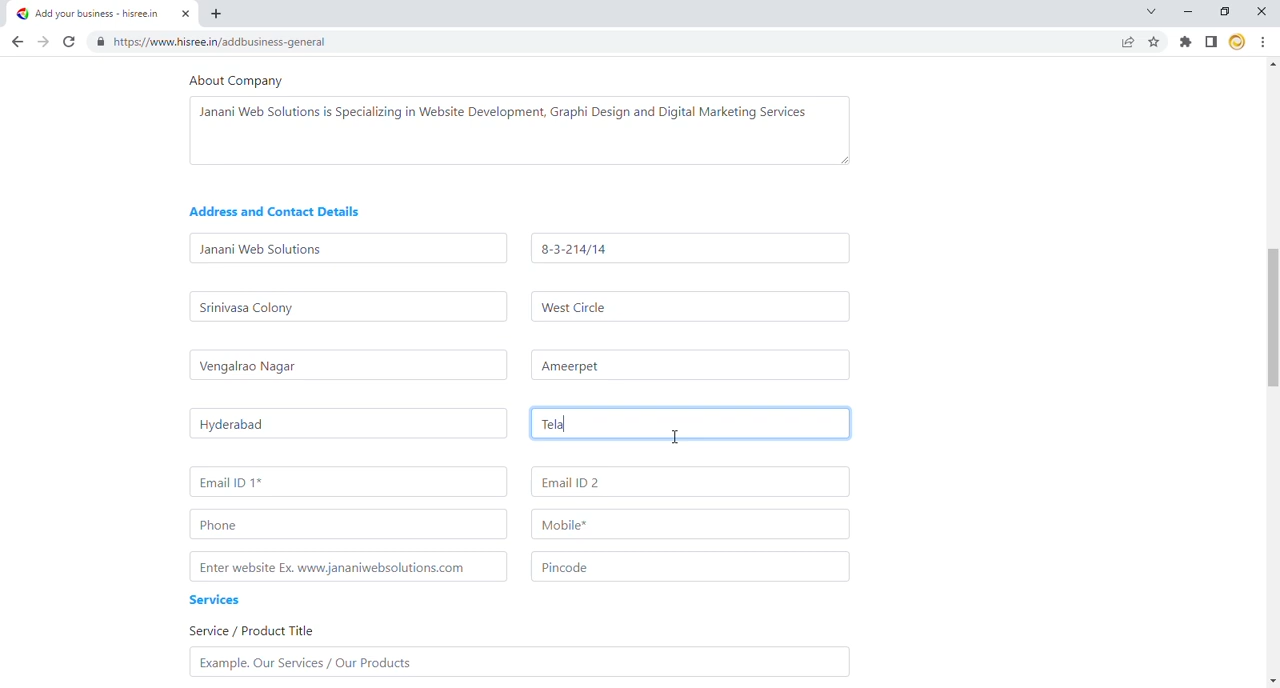 Add your business - hisree.in
https://www.hisree.in/addbusiness-general
About Company
Janani Web Solutions is Specializing in Website Development, Graphi Design and Digital Marketing Services
Address and Contact Details
Janani Web Solutions
8-3-214/14
Srinivasa Colony
West Circle
Vengalrao Nagar
Ameerpet
Hyderabad
Tela
Email ID 1*
Email ID 2
Phone
Mobile*
Enter website Ex. www.jananiwebsolutions.com
Pincode
Services
Service / Product Title
Example. Our Services / Our Products